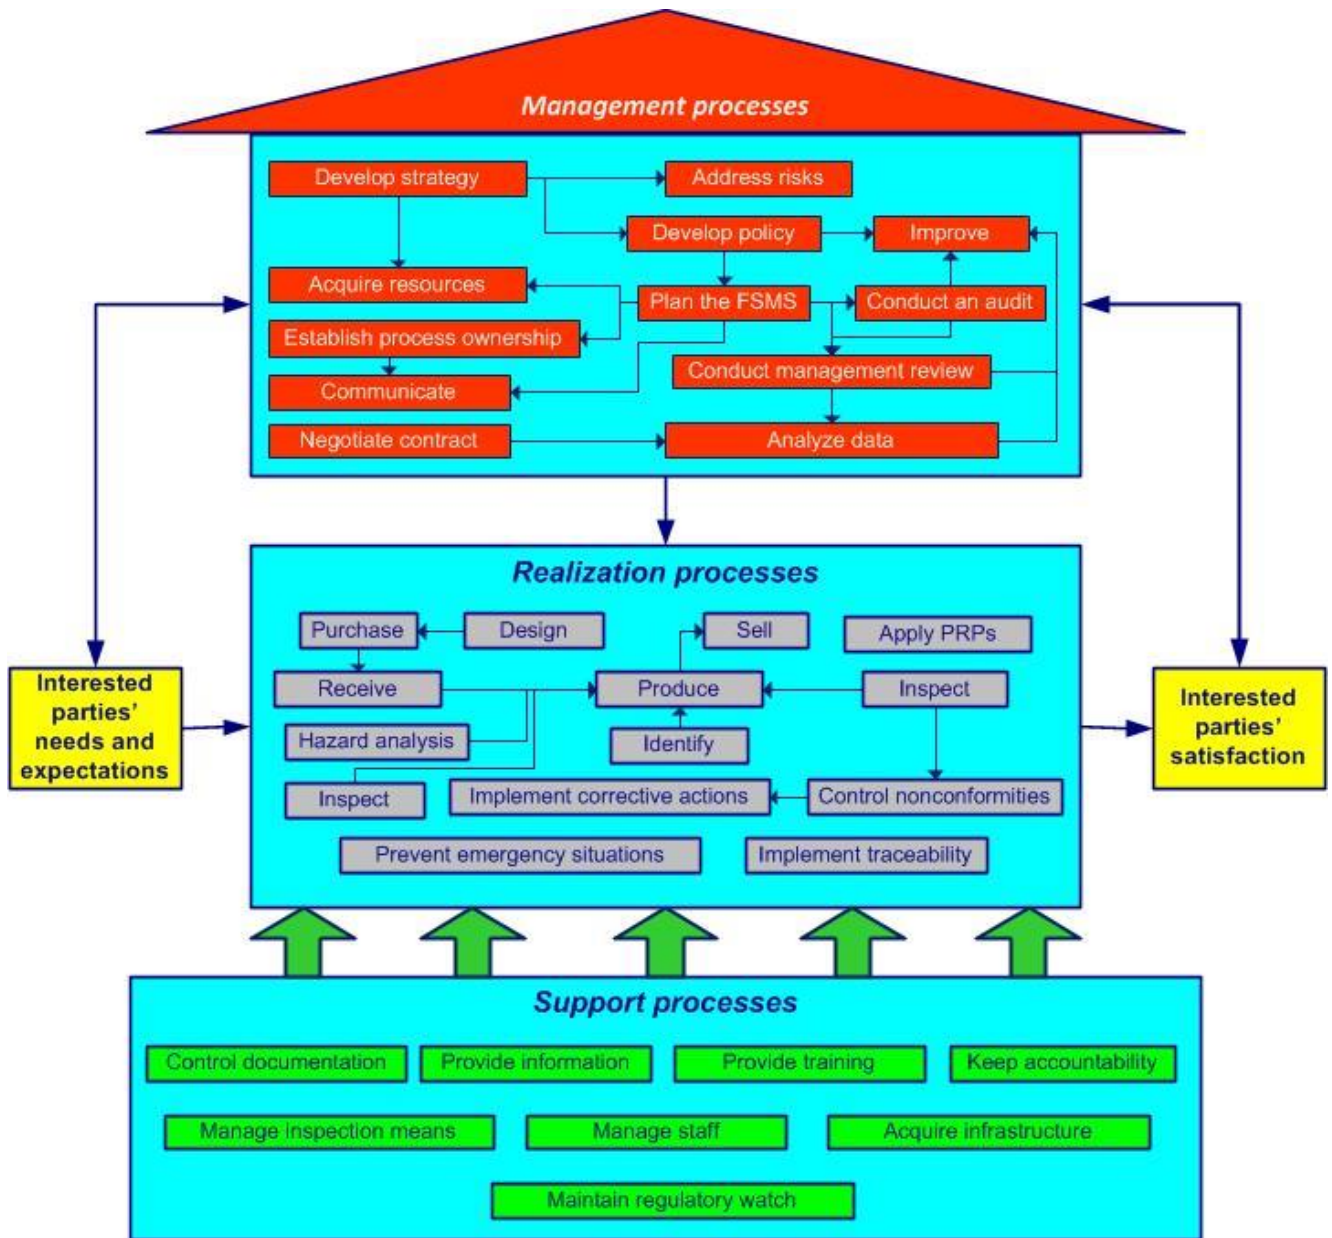 Management processes
Develop strategy
Address risks
Develop policy
Improve
Acquire resources
Plan the FSMS
Conduct an audit
Establish process ownership
Conduct management review
Communicate
Negotiate contract
Analyze data
Realization processes
Purchase
Design
Sell
Apply PRPs
Receive
Produce
Inspect
Hazard analysis
Identify
Inspect
Implement corrective actions
Control nonconformities
Prevent emergency situations
Implement traceability
Interested
parties'
needs and
expectations
Interested
parties'
satisfaction
Support processes
Control documentation
Provide information
Provide training
Keep accountability
Manage inspection means
Manage staff
Acquire infrastructure
Maintain regulatory watch